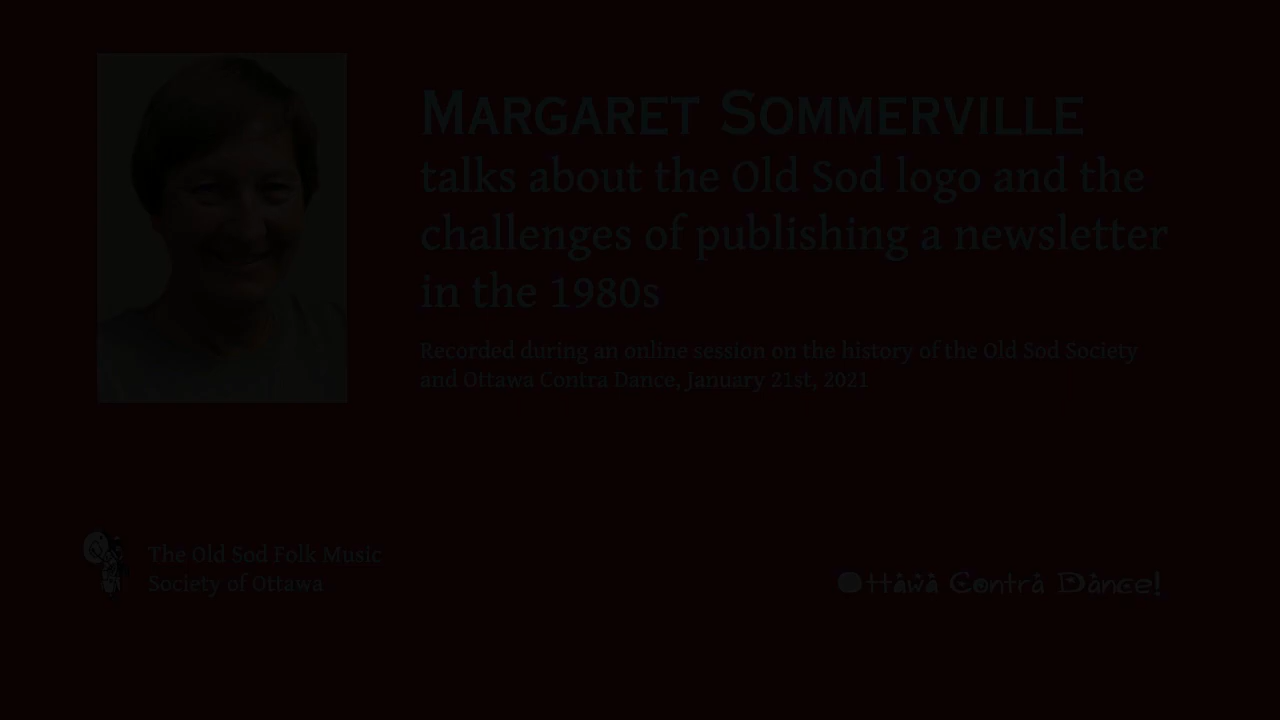 MARGARET SOMMERVILLE
talks about the Old Sod logo and the
challenges of publishing a newsletter
in the 1980s
Recorded during an online session on the history of the Old Sod Society
and Ottawa Contra Dance, January 21st, 2021
The Old Sod Folk Music
Society of Ottawa
Ottawa Contra Dance!